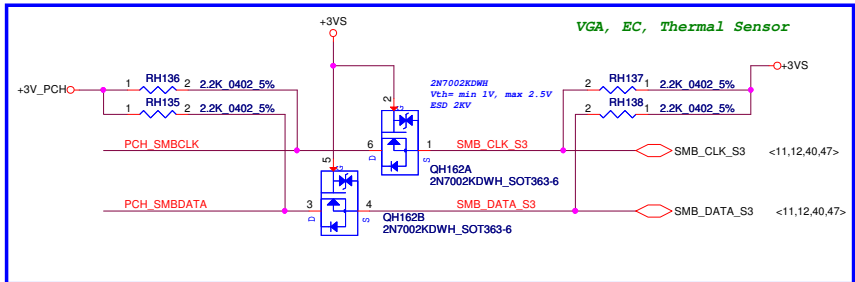 +3VS
VGA, EC, Thermal Sensor
+3V_PCH
1 RH136 2 2.2K_0402_5%
1 RH135 2 2.2K_0402_5%
2N7002KDWH
Vth= min 1V, max 2.5V
ESD 2KV
2 RH137 1 2.2K_0402_5%
2 RH138 1 2.2K_0402_5%
+3VS
2
G
PCH_SMBCLK
6
D
1
S
SMB_CLK_S3
SMB_CLK_S3 <11,12,40,47>
QH162A
2N7002KDWH_SOT363-6
5
G
PCH_SMBDATA
3
D
4
S
SMB_DATA_S3
SMB_DATA_S3 <11,12,40,47>
QH162B
2N7002KDWH_SOT363-6